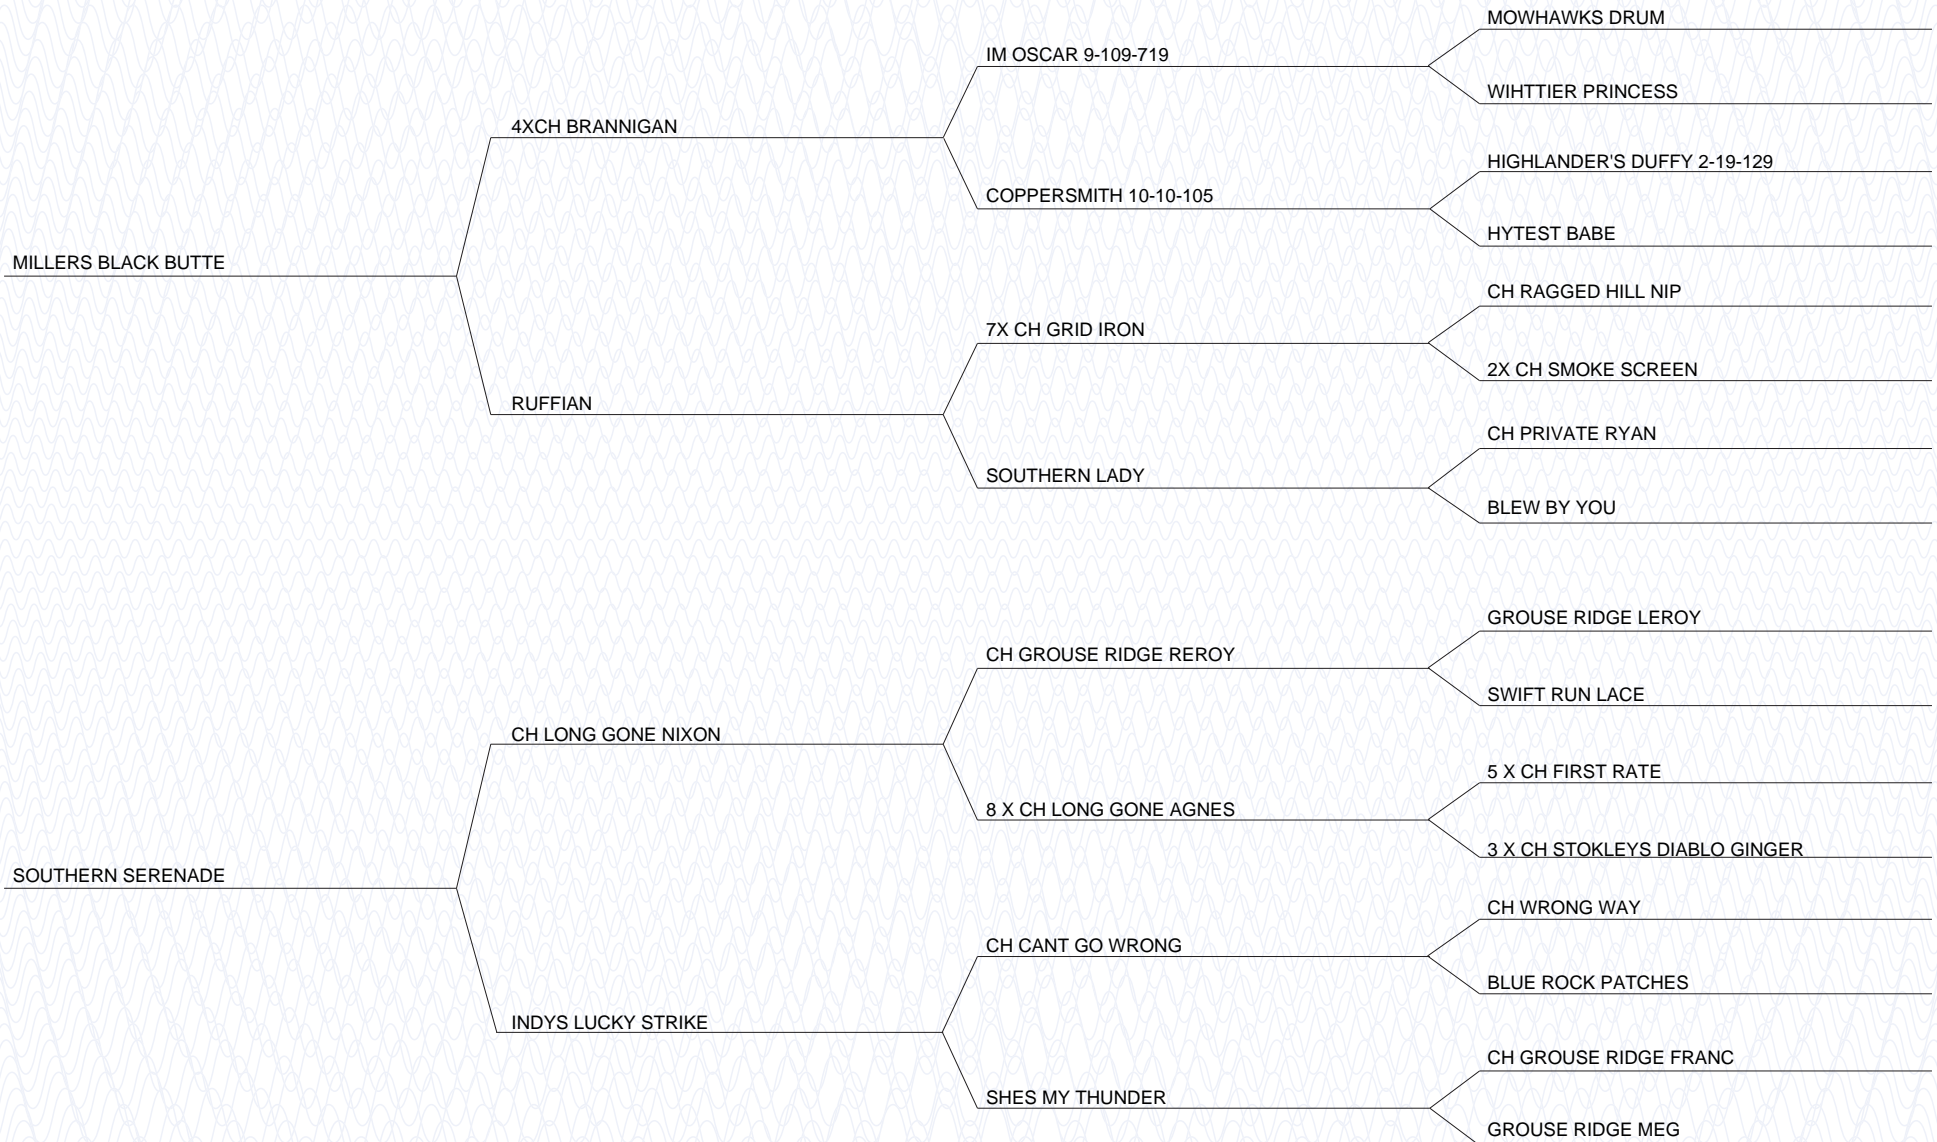 MOWHAWKS DRUM
IM OSCAR 9-109-719
WIHTTIER PRINCESS
4XCH BRANNIGAN
HIGHLANDER'S DUFFY 2-19-129
COPPERSMITH 10-10-105
HYTEST BABE
MILLERS BLACK BUTTE
CH RAGGED HILL NIP
7X CH GRID IRON
2X CH SMOKE SCREEN
RUFFIAN
CH PRIVATE RYAN
SOUTHERN LADY
BLEW BY YOU
GROUSE RIDGE LEROY
CH GROUSE RIDGE REROY
SWIFT RUN LACE
CH LONG GONE NIXON
5 X CH FIRST RATE
8 X CH LONG GONE AGNES
3 X CH STOKLEYS DIABLO GINGER
SOUTHERN SERENADE
CH WRONG WAY
CH CANT GO WRONG
BLUE ROCK PATCHES
INDYS LUCKY STRIKE
CH GROUSE RIDGE FRANC
SHES MY THUNDER
GROUSE RIDGE MEG